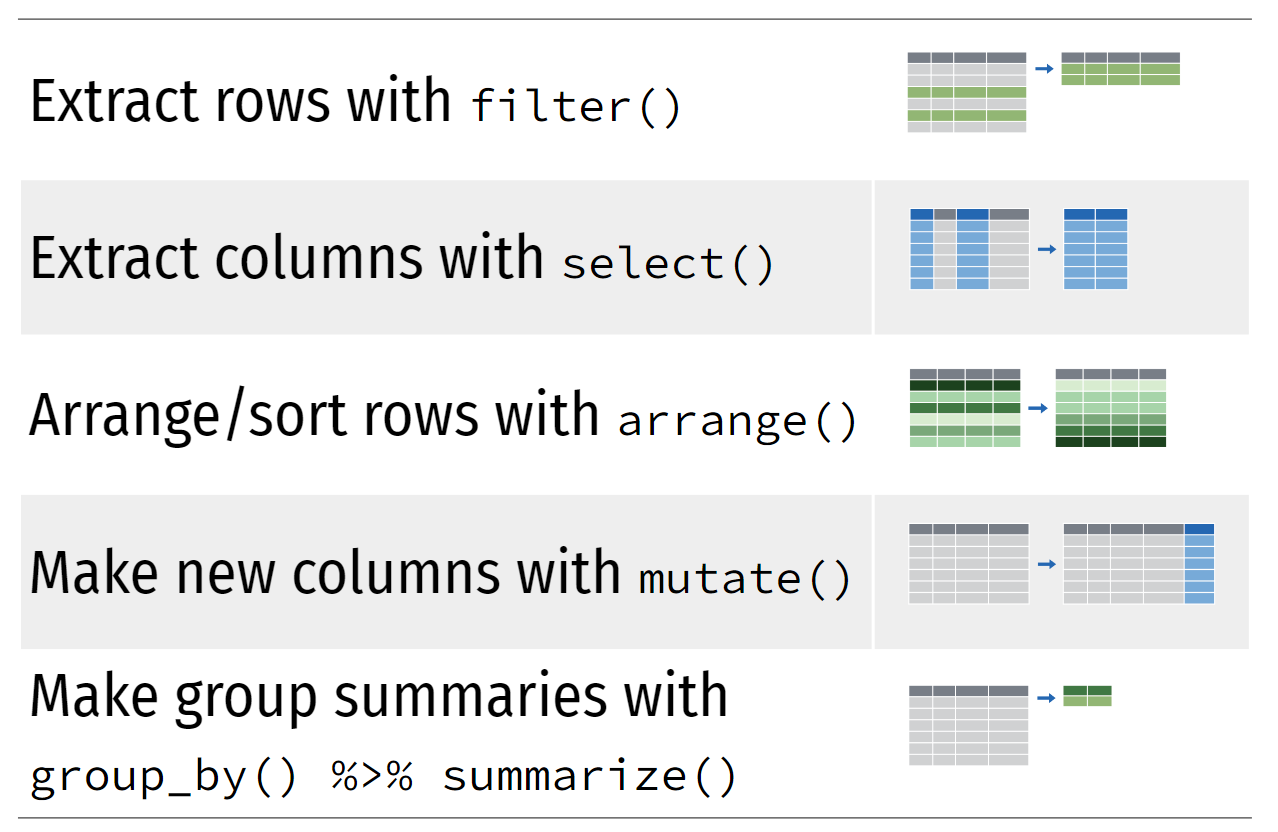 Extract rows with filter()
Extract columns with select()
Arrange/sort rows with arrange()
Make new columns with mutate()
Make group summaries with
group_by() %>% summarize()